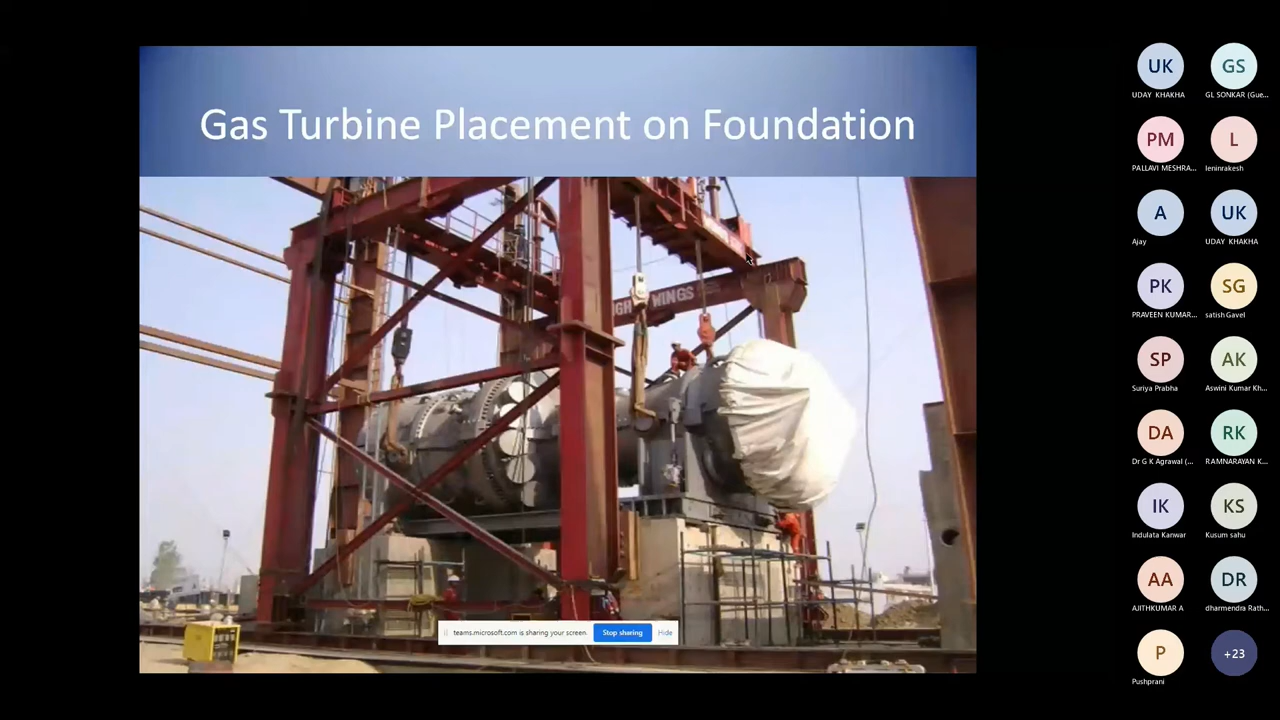 Gas Turbine Placement on Foundation
WINGS
teams.microsoft.com is sharing your screen.
Stop sharing
Hide
UK
GS
UDAY KHAKHA
GL SONKAR (Gue...
PM
L
PALLAVI MESHRA...
leninrakesh
A
UK
Ajay
UDAY KHAKHA
PK
SG
PRAVEEN KUMAR...
satish Gavel
SP
AK
Suriya Prabha
Aswini Kumar Kh...
DA
RK
Dr G K Agrawal (...
RAMNARAYAN K...
IK
KS
Indulata Kanwar
Kusum sahu
AA
DR
AJITHKUMAR A
dharmendra Rath...
P
+23
Pushprani